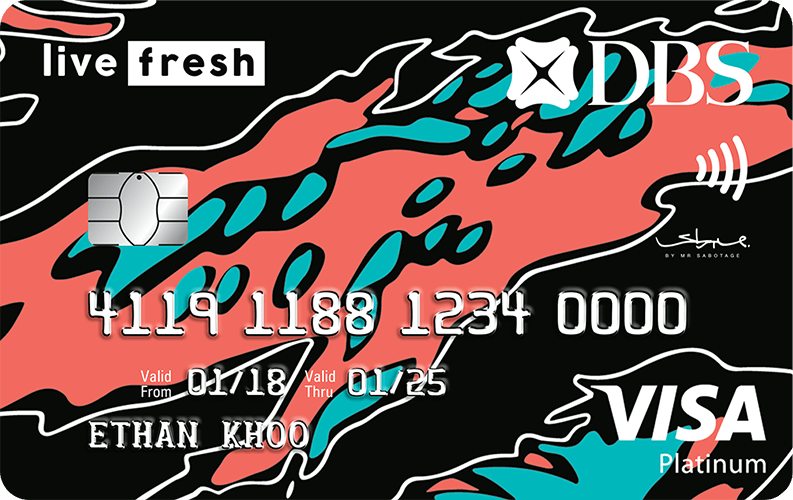 live fresh
DBS
BY MR SABOTAGE
4119 1188 1234 0000
Valid From 01/18 Valid Thru 01/25
ETHAN KHOO
VISA
Platinum